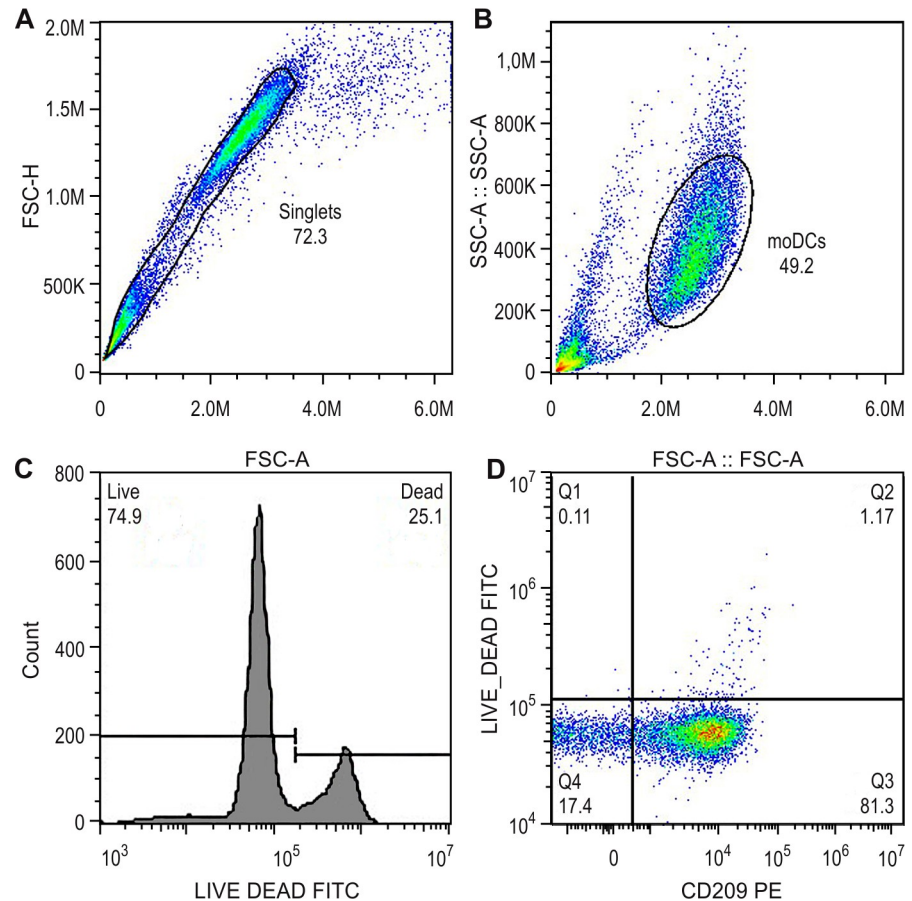 A
B
2.0M
1.5M
1.0M
500K
0
FSC-H
Singlets
72.3
0
2.0M
4.0M
6.0M
FSC-A
1,0M
800K
600K
400K
200K
0
SSC-A :: SSC-A
moDCs
49.2
0
2.0M
4.0M
6.0M
FSC-A :: FSC-A
C
D
800
600
400
200
0
Count
Live
74.9
Dead
25.1
10³
10⁵
10⁷
LIVE DEAD FITC
10⁷
10⁶
10⁵
10⁴
LIVE_DEAD FITC
Q1
0.11
Q2
1.17
Q4
17.4
Q3
81.3
0
10⁴
10⁵
10⁶
10⁷
CD209 PE